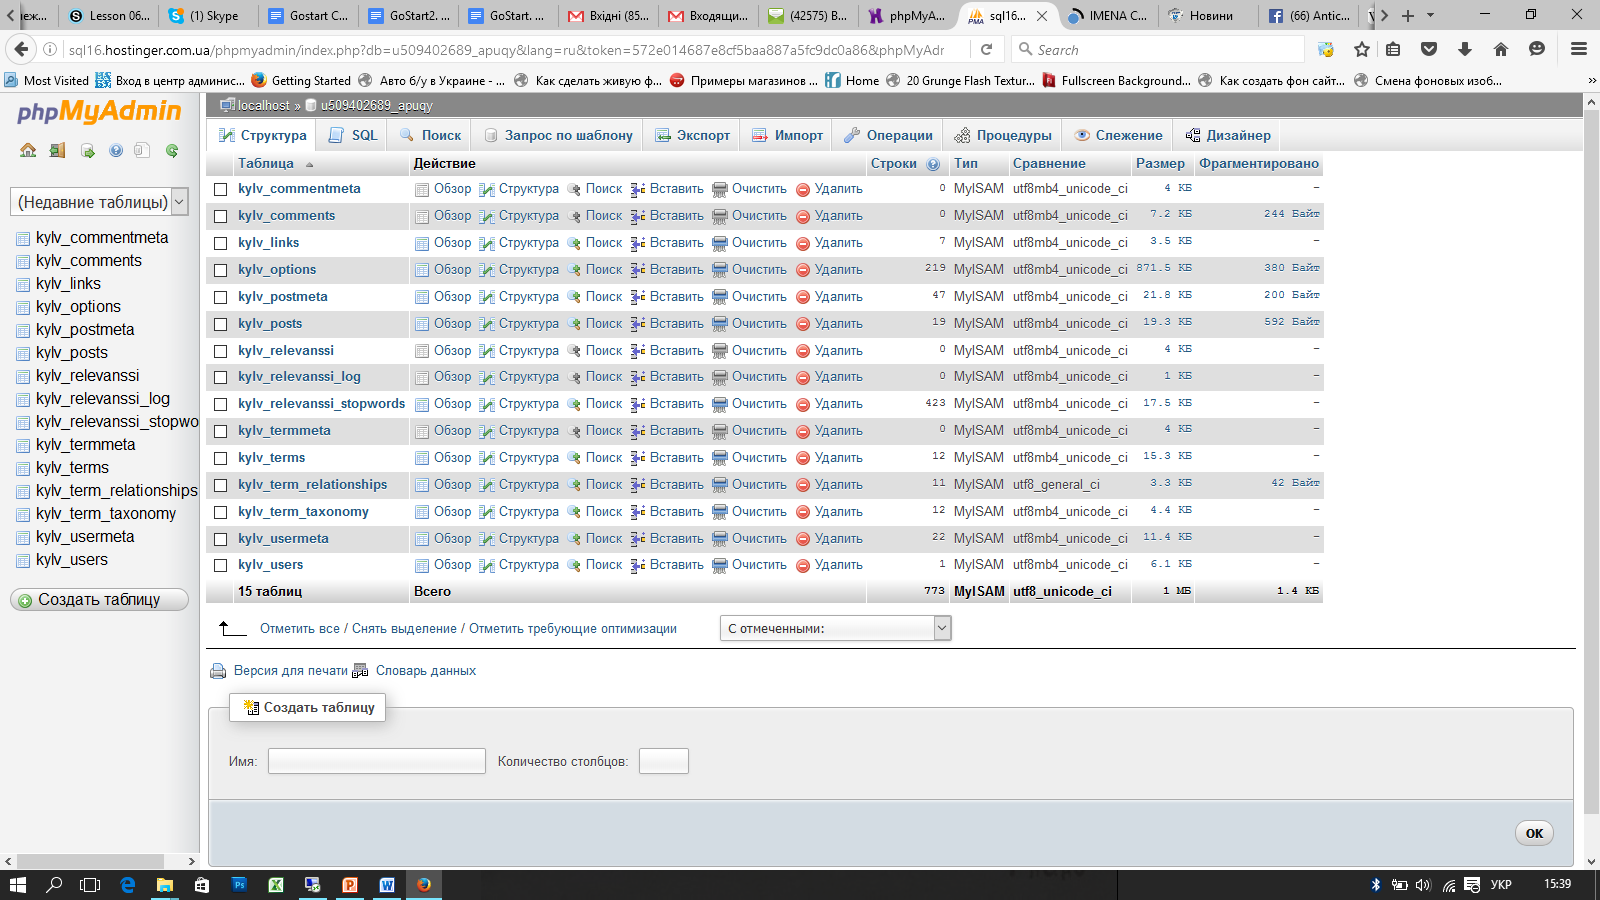 неж...
Lesson 06...
(1) Skype
Gostart C...
GoStart2. ...
GoStart. ...
Вхідні (85...
Входящи...
(42575) В...
phpMyA...
sql16...
IMENA С...
Новини
(66) Antic...
sql16.hostinger.com.ua/phpmyadmin/index.php?db=u509402689_apuqy&lang=ru&token=572e014687e8cf5baa887a5fc9dc0a86&phpMyAdr
Search
Most Visited
Вход в центр админис...
Getting Started
Авто б/у в Украине - ...
Как сделать живую ф...
Примеры магазинов ...
Home
20 Grunge Flash Textur...
Fullscreen Background...
Как создать фон сайт...
Смена фоновых изоб...
phpMyAdmin
(Недавние таблицы)
kylv_commentmeta
kylv_comments
kylv_links
kylv_options
kylv_postmeta
kylv_posts
kylv_relevanssi
kylv_relevanssi_log
kylv_relevanssi_stopwo
kylv_termmeta
kylv_terms
kylv_term_relationships
kylv_term_taxonomy
kylv_usermeta
kylv_users
Создать таблицу
localhost » u509402689_apuqy
Структура SQL Поиск Запрос по шаблону Экспорт Импорт Операции Процедуры Слежение Дизайнер
Таблица Действие Строки Тип Сравнение Размер Фрагментировано
kylv_commentmeta Обзор Структура Поиск Вставить Очистить Удалить 0 MyISAM utf8mb4_unicode_ci 4 КБ -
kylv_comments Обзор Структура Поиск Вставить Очистить Удалить 0 MyISAM utf8mb4_unicode_ci 7.2 КБ 244 Байт
kylv_links Обзор Структура Поиск Вставить Очистить Удалить 7 MyISAM utf8mb4_unicode_ci 3.5 КБ -
kylv_options Обзор Структура Поиск Вставить Очистить Удалить 219 MyISAM utf8mb4_unicode_ci 871.5 КБ 380 Байт
kylv_postmeta Обзор Структура Поиск Вставить Очистить Удалить 47 MyISAM utf8mb4_unicode_ci 21.8 КБ 200 Байт
kylv_posts Обзор Структура Поиск Вставить Очистить Удалить 19 MyISAM utf8mb4_unicode_ci 19.3 КБ 592 Байт
kylv_relevanssi Обзор Структура Поиск Вставить Очистить Удалить 0 MyISAM utf8mb4_unicode_ci 4 КБ -
kylv_relevanssi_log Обзор Структура Поиск Вставить Очистить Удалить 0 MyISAM utf8mb4_unicode_ci 1 КБ -
kylv_relevanssi_stopwords Обзор Структура Поиск Вставить Очистить Удалить 423 MyISAM utf8mb4_unicode_ci 17.5 КБ -
kylv_termmeta Обзор Структура Поиск Вставить Очистить Удалить 0 MyISAM utf8mb4_unicode_ci 4 КБ -
kylv_terms Обзор Структура Поиск Вставить Очистить Удалить 12 MyISAM utf8mb4_unicode_ci 15.3 КБ -
kylv_term_relationships Обзор Структура Поиск Вставить Очистить Удалить 11 MyISAM utf8_general_ci 3.3 КБ 42 Байт
kylv_term_taxonomy Обзор Структура Поиск Вставить Очистить Удалить 12 MyISAM utf8mb4_unicode_ci 4.4 КБ -
kylv_usermeta Обзор Структура Поиск Вставить Очистить Удалить 22 MyISAM utf8mb4_unicode_ci 11.4 КБ -
kylv_users Обзор Структура Поиск Вставить Очистить Удалить 1 MyISAM utf8mb4_unicode_ci 6.1 КБ -
15 таблиц Всего 773 MyISAM utf8_unicode_ci 1 МБ 1.4 КБ
Отметить все / Снять выделение / Отметить требующие оптимизации С отмеченными:
Версия для печати Словарь данных
Создать таблицу
Имя: Количество столбцов:
OK
УКР 15:39